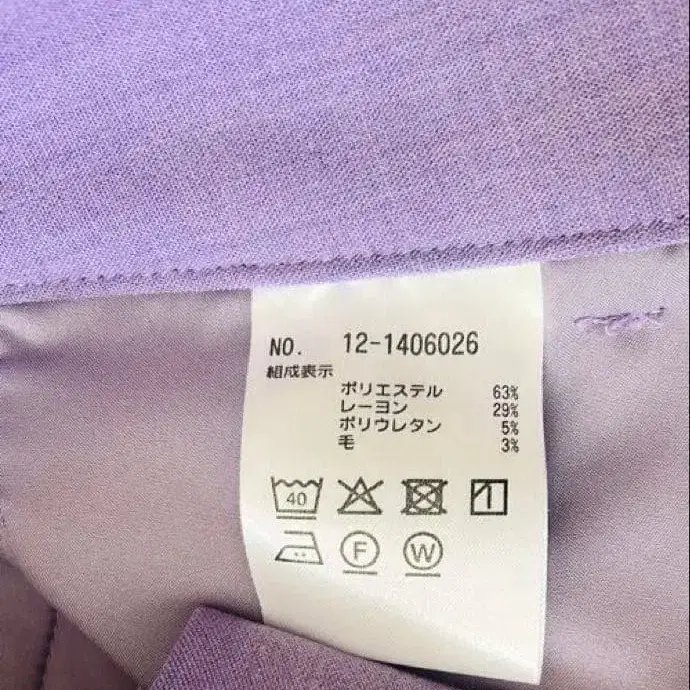 NO. 12-1406026
組成表示
ポリエステル 63%
レーヨン 29%
ポリウレタン 5%
毛 3%
40
F W